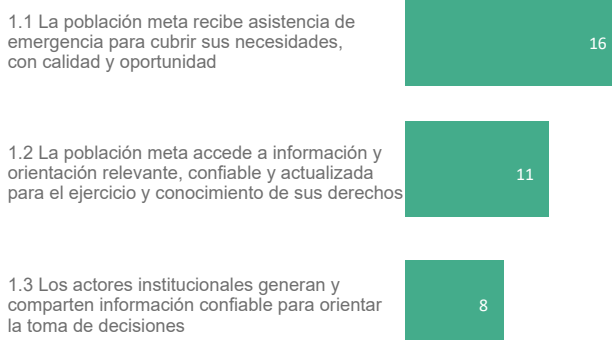 1.1 La población meta recibe asistencia de
emergencia para cubrir sus necesidades,
con calidad y oportunidad
16
1.2 La población meta accede a información y
orientación relevante, confiable y actualizada
para el ejercicio y conocimiento de sus derechos
11
1.3 Los actores institucionales generan y
comparten información confiable para orientar
la toma de decisiones
8